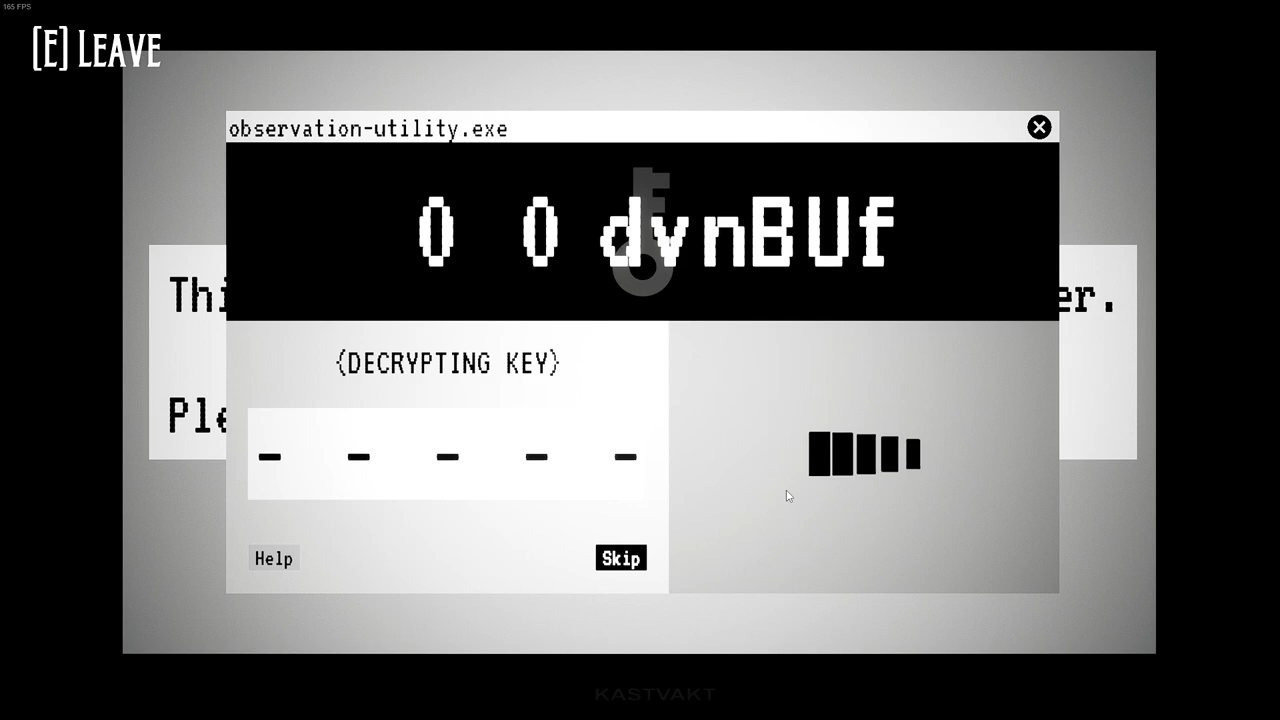 165 FPS
[E] LEAVE
observation-utility.exe
0 0 dvnBUf
Thi er.
{DECRYPTING KEY}
Ple
- - - - -
Help Skip
KASTVAKT